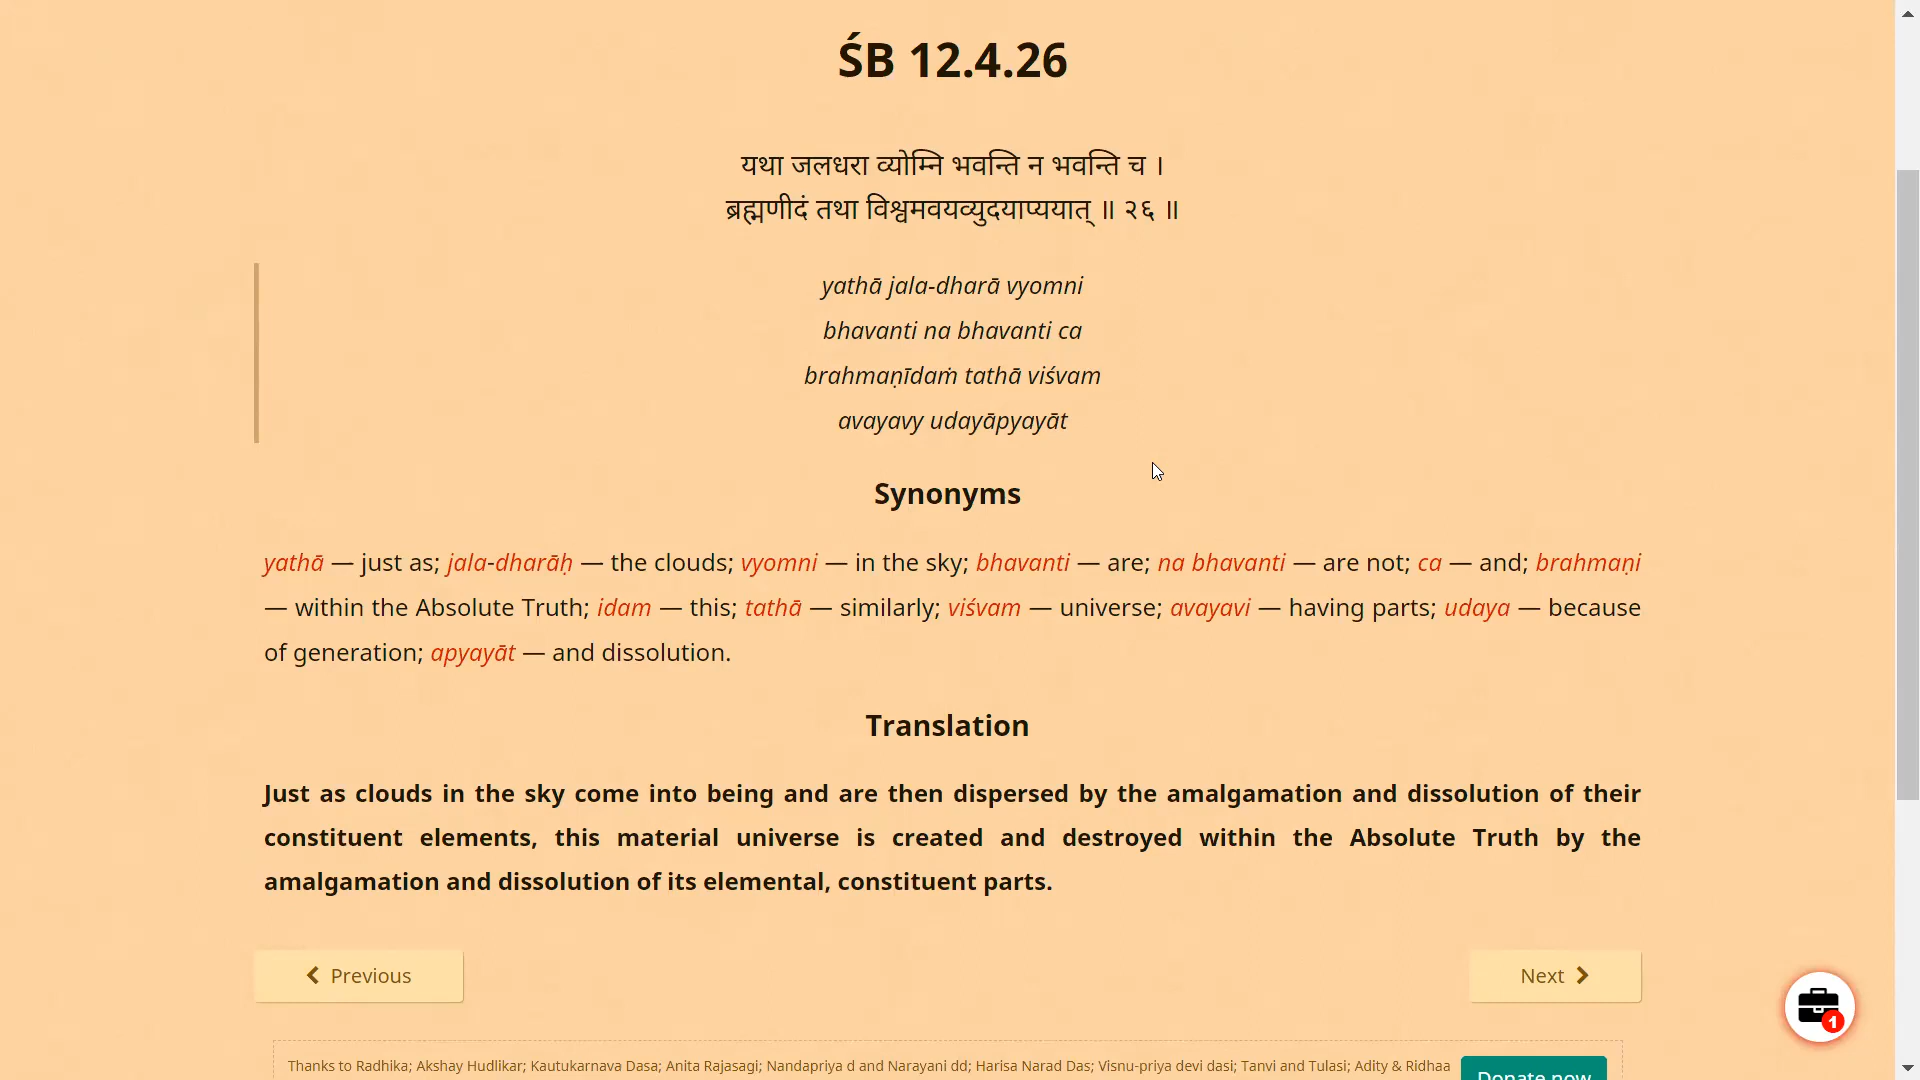 ŚB 12.4.26
यथा जलधरा व्योम्नि भवन्ति न भवन्ति च ।
ब्रह्मणीदं तथा विश्वमवयव्युदयाप्ययात् ॥ २६ ॥
yathā jala-dharā vyomni
bhavanti na bhavanti ca
brahmaṇīdaṁ tathā viśvam
avayavy udayāpyayāt
Synonyms
yathā — just as; jala-dharāḥ — the clouds; vyomni — in the sky; bhavanti — are; na bhavanti — are not; ca — and; brahmaṇi
— within the Absolute Truth; idam — this; tathā — similarly; viśvam — universe; avayavi — having parts; udaya — because
of generation; apyayāt — and dissolution.
Translation
Just as clouds in the sky come into being and are then dispersed by the amalgamation and dissolution of their
constituent elements, this material universe is created and destroyed within the Absolute Truth by the
amalgamation and dissolution of its elemental, constituent parts.
Previous
Next
1
Thanks to Radhika; Akshay Hudlikar; Kautukarnava Dasa; Anita Rajasagi; Nandapriya d and Narayani dd; Harisa Narad Das; Visnu-priya devi dasi; Tanvi and Tulasi; Adity & Ridhaa
Donate now